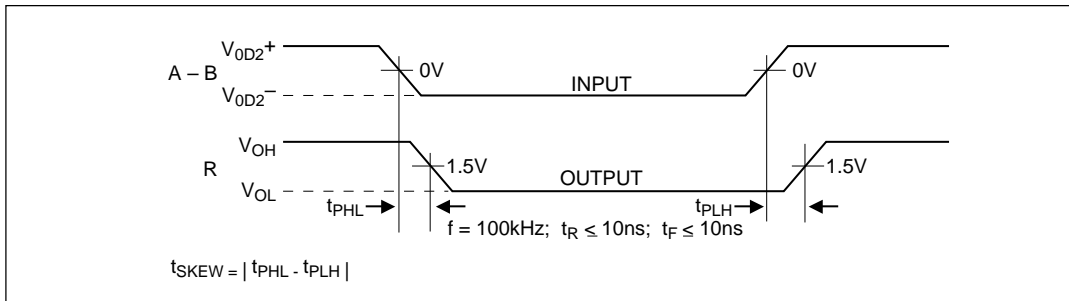 V0D2+
A – B
0V
0V
V0D2–
INPUT
VOH
R
1.5V
1.5V
VOL
OUTPUT
tPHL
tPLH
f = 100kHz; tR ≤ 10ns; tF ≤ 10ns
tSKEW = | tPHL - tPLH |